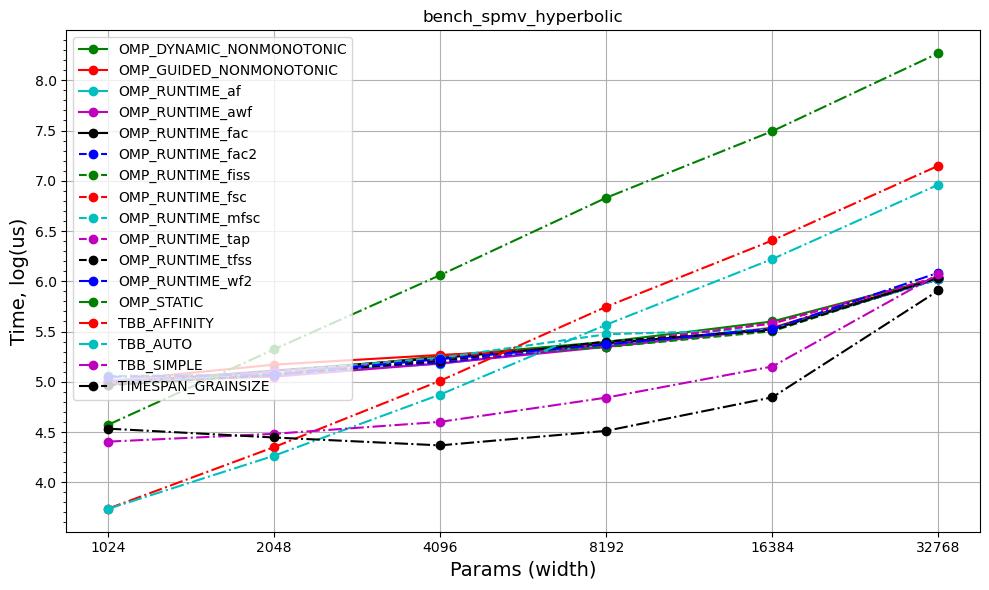 bench_spmv_hyperbolic
OMP_DYNAMIC_NONMONOTONIC
OMP_GUIDED_NONMONOTONIC
OMP_RUNTIME_af
OMP_RUNTIME_awf
OMP_RUNTIME_fac
OMP_RUNTIME_fac2
OMP_RUNTIME_fiss
OMP_RUNTIME_fsc
OMP_RUNTIME_mfsc
OMP_RUNTIME_tap
OMP_RUNTIME_tfss
OMP_RUNTIME_wf2
OMP_STATIC
TBB_AFFINITY
TBB_AUTO
TBB_SIMPLE
TIMESPAN_GRAINSIZE
Time, log(us)
8.0
7.5
7.0
6.5
6.0
5.5
5.0
4.5
4.0
1024 2048 4096 8192 16384 32768
Params (width)